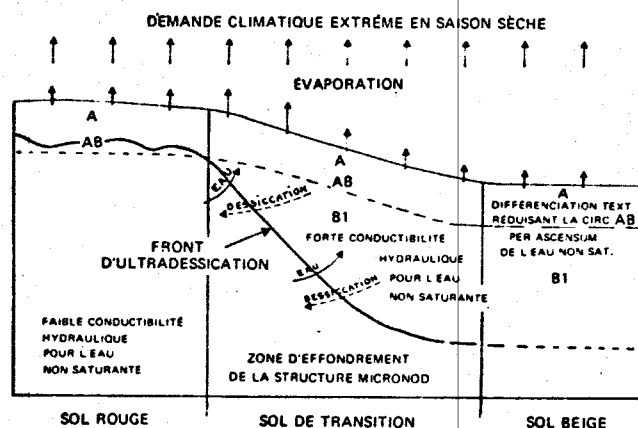 DEMANDE CLIMATIQUE EXTRÉME EN SAISON SÈCHE
ÉVAPORATION
A
AB
EAU
DESSICCATION
FRONT
D'ULTRADESSICATION
A
AB
B1
FORTE CONDUCTIBILITÉ
HYDRAULIQUE
POUR L'EAU
NON SATURANTE
EAU
DESSICCATION
A
DIFFÉRENCIATION TEXT
RÉDUISANT LA CIRC AB
PER ASCENSUM
DE L'EAU NON SAT.
B1
FAIBLE CONDUCTIBILITÉ
HYDRAULIQUE
POUR L EAU
NON SATURANTE
ZONE D'EFFONDREMENT
DE LA STRUCTURE MICRONOD
SOL ROUGE
SOL DE TRANSITION
SOL BEIGE